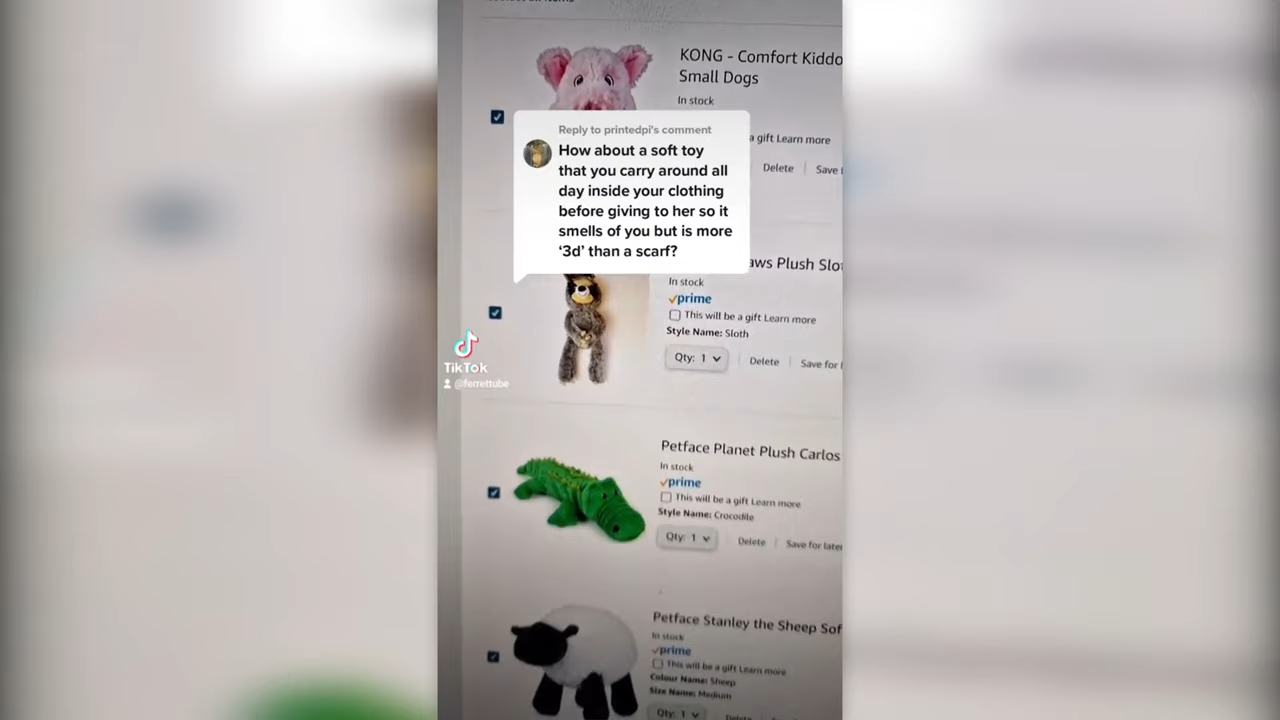 KONG - Comfort Kiddo
Small Dogs
In stock
a gift Learn more
Delete
Save
Reply to printedpi's comment
How about a soft toy
that you carry around all
day inside your clothing
before giving to her so it
smells of you but is more
‘3d’ than a scarf?
aws Plush Slo
In stock
prime
This will be a gift Learn more
Style Name: Sloth
Qty: 1
Delete
Save for
TikTok
@ferrettube
Petface Planet Plush Carlos
In stock
prime
This will be a gift Learn more
Style Name: Crocodile
Qty: 1
Delete
Save for later
Petface Stanley the Sheep Sof
In stock
prime
This will be a gift Learn more
Colour Name: Sheep
Size Name: Medium
Qty: 1
Delete